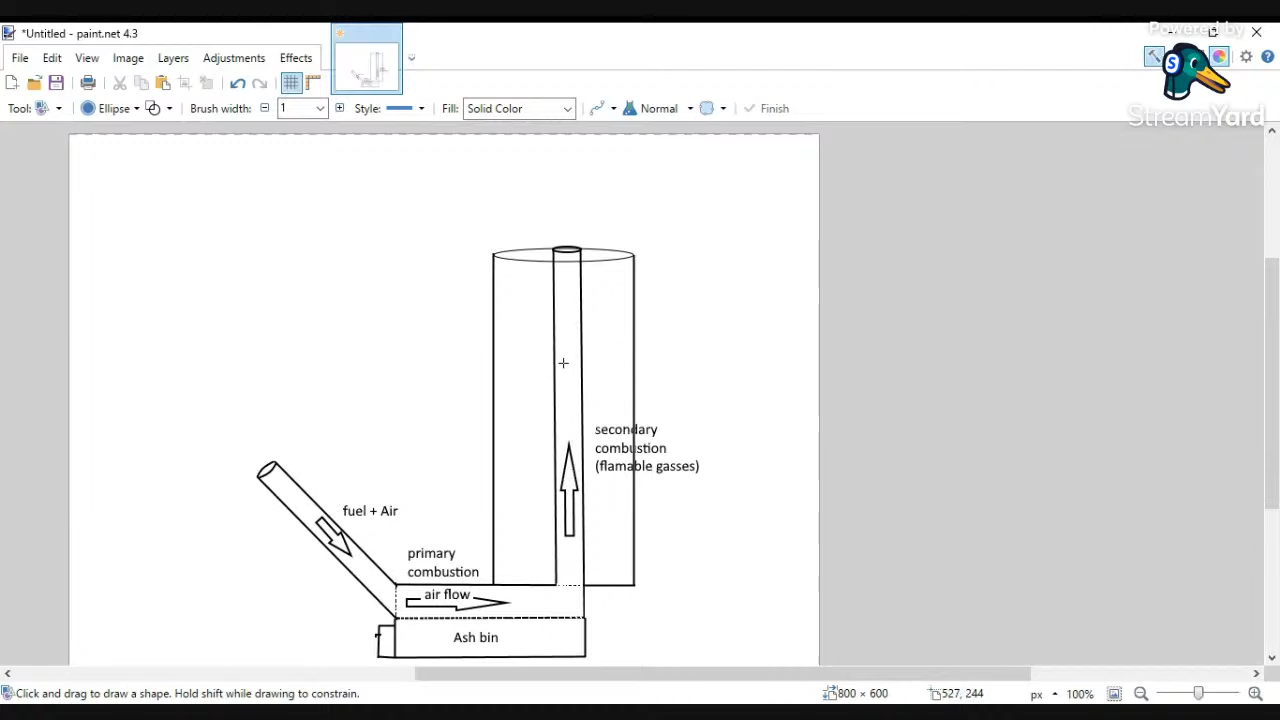 *Untitled - paint.net 4.3
Powered by
File Edit View Image Layers Adjustments Effects
S
Tool: Ellipse Brush width: 1 Style: Fill: Solid Color Normal Finish
StreamYard
secondary
combustion
(flamable gasses)
fuel + Air
primary
combustion
air flow
Ash bin
Click and drag to draw a shape. Hold shift while drawing to constrain. 800 × 600 527, 244 px 100%